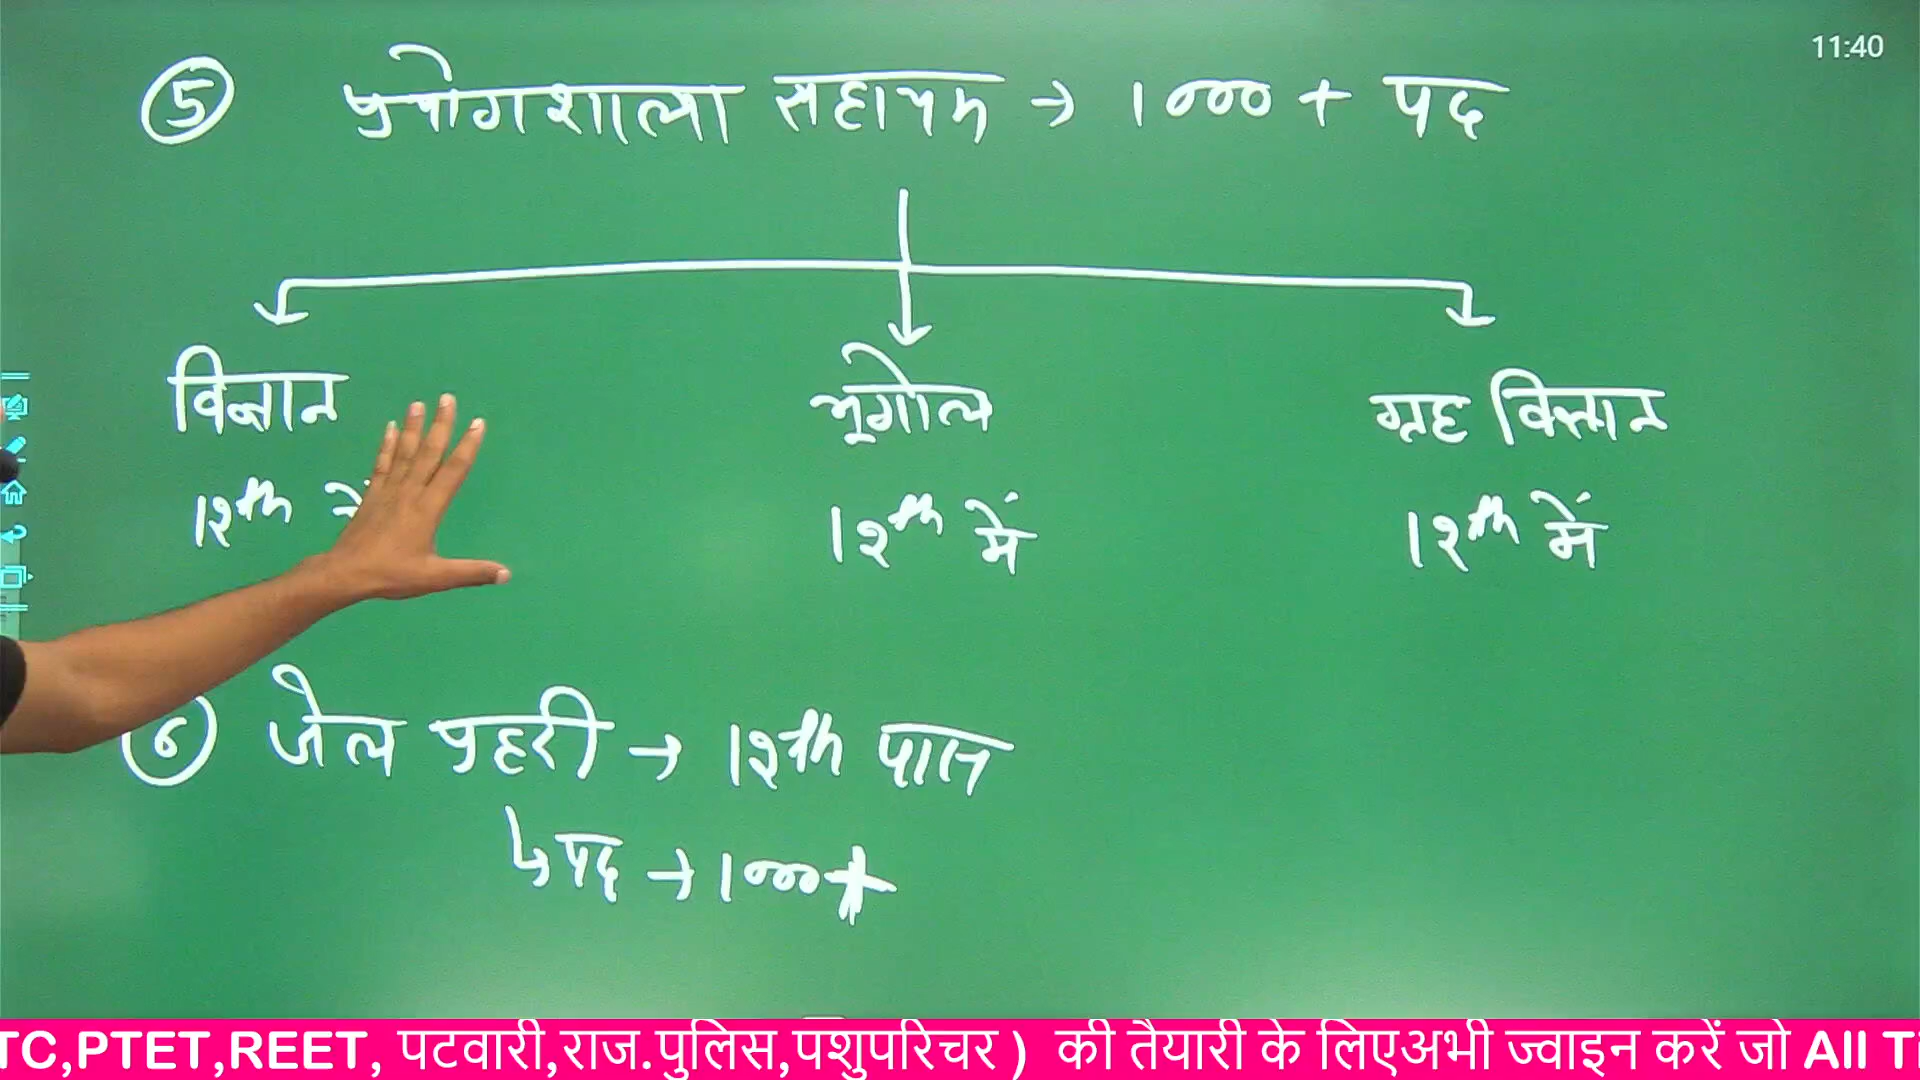 11:40
5 प्रयोगशाला सहायक → 1000 + पद
विज्ञान भूगोल गृह विज्ञान
12th में 12th में 12th में
6 जेल प्रहरी → 12th पास
↳ पद → 1000+
TC,PTET,REET, पटवारी,राज.पुलिस,पशुपरिचर ) की तैयारी के लिएअभी ज्वाइन करें जो All Ti